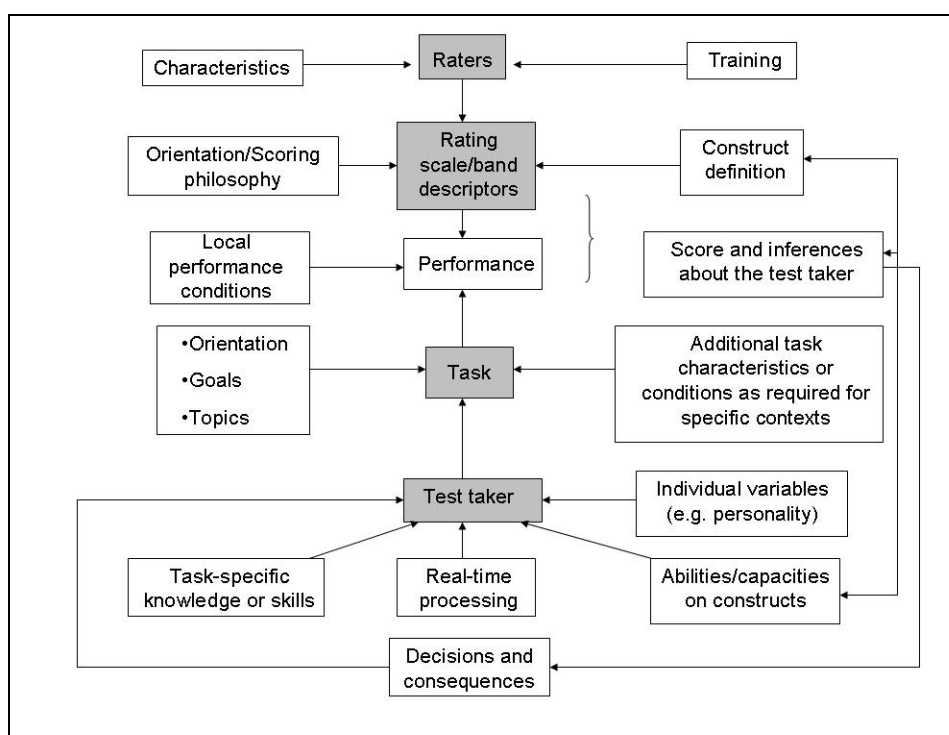 Raters
Characteristics
Training
Rating
scale/band
descriptors
Orientation/Scoring
philosophy
Construct
definition
Local
performance
conditions
Performance
Score and inferences
about the test taker
•Orientation
•Goals
•Topics
Task
Additional task
characteristics or
conditions as required for
specific contexts
Test taker
Individual variables
(e.g. personality)
Task-specific
knowledge or skills
Real-time
processing
Abilities/capacities
on constructs
Decisions and
consequences